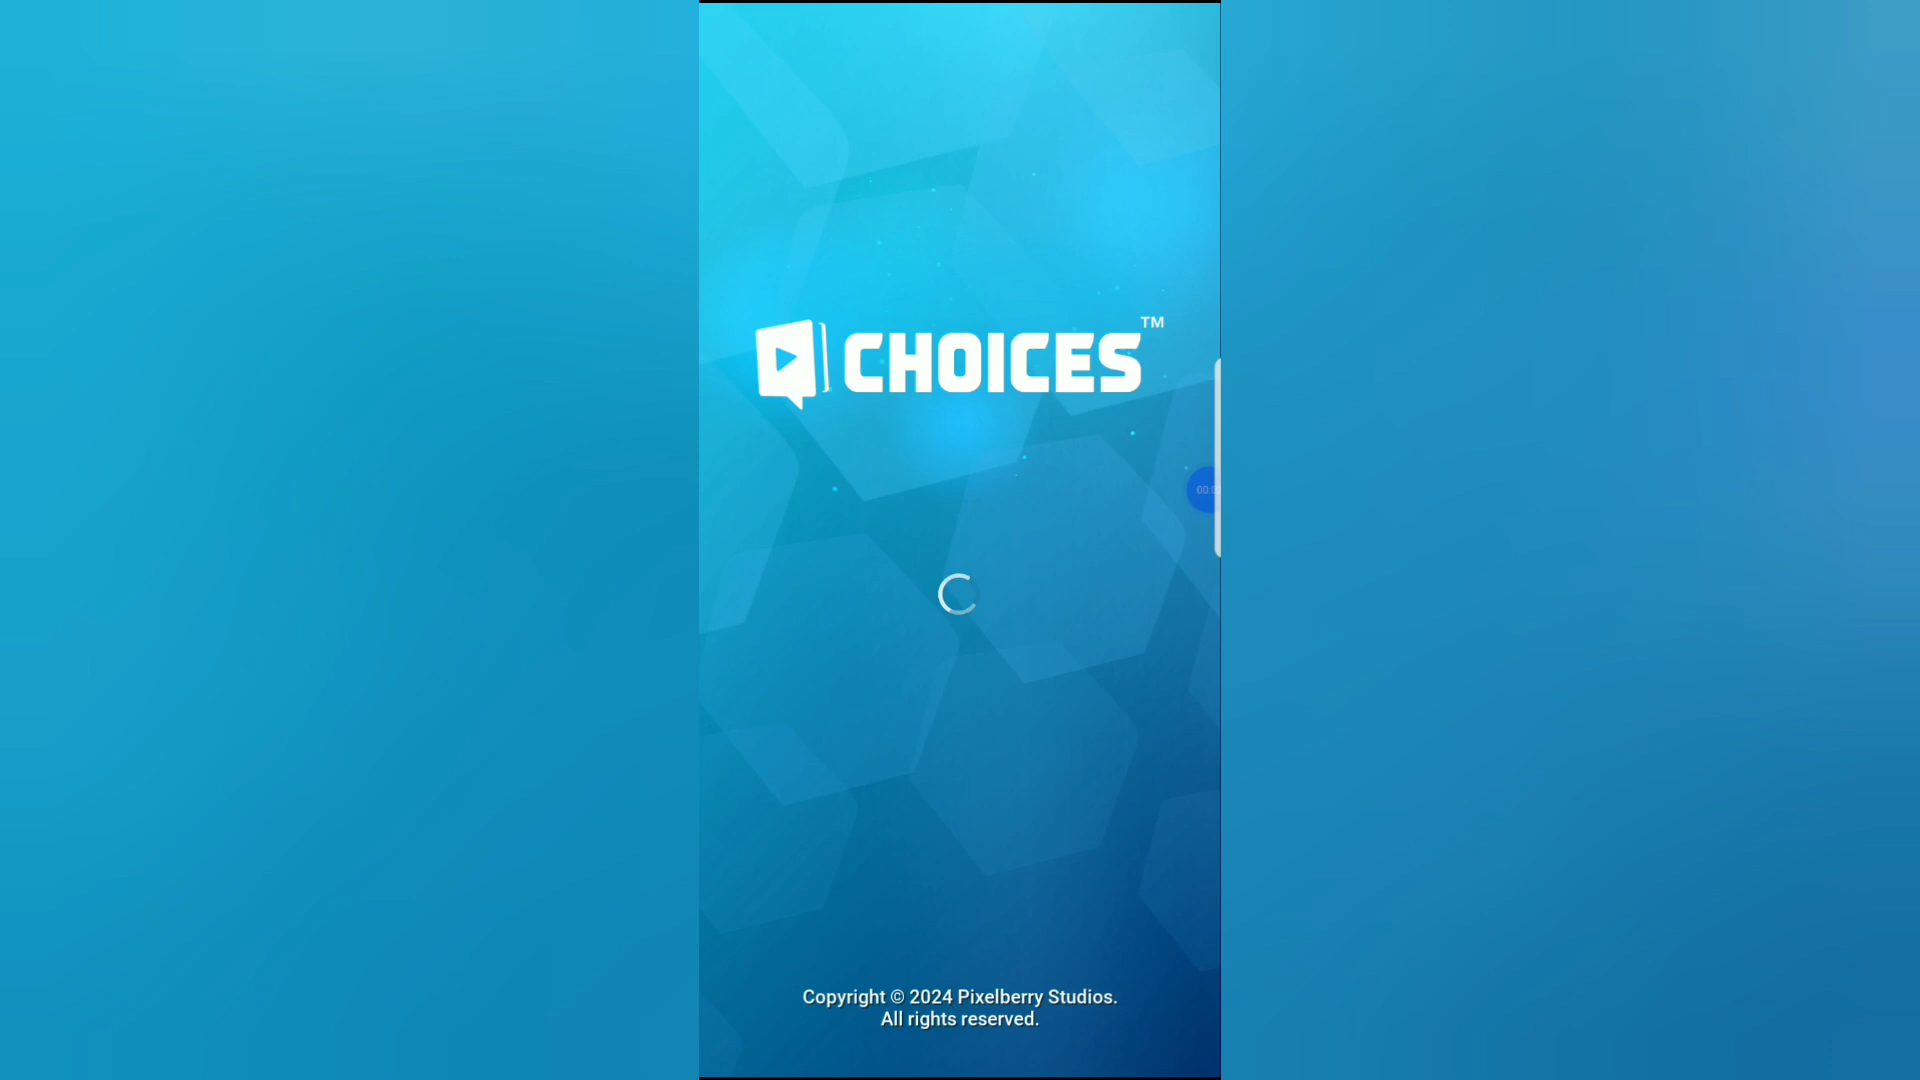 CHOICES™
Copyright © 2024 Pixelberry Studios.
All rights reserved.